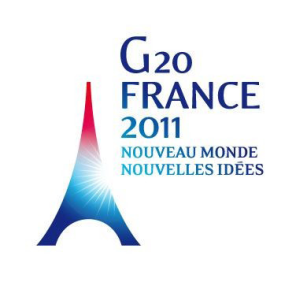 G20
FRANCE
2011
NOUVEAU MONDE
NOUVELLES IDÉES